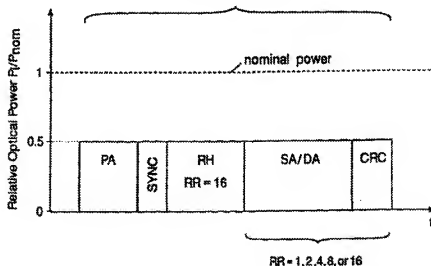 Relative Optical Power Pt/Pnom
nominal power
1
0.5
0
PA
SYNC
RH
RR=16
SA/DA
CRC
t
RR=1,2,4,8, or 16